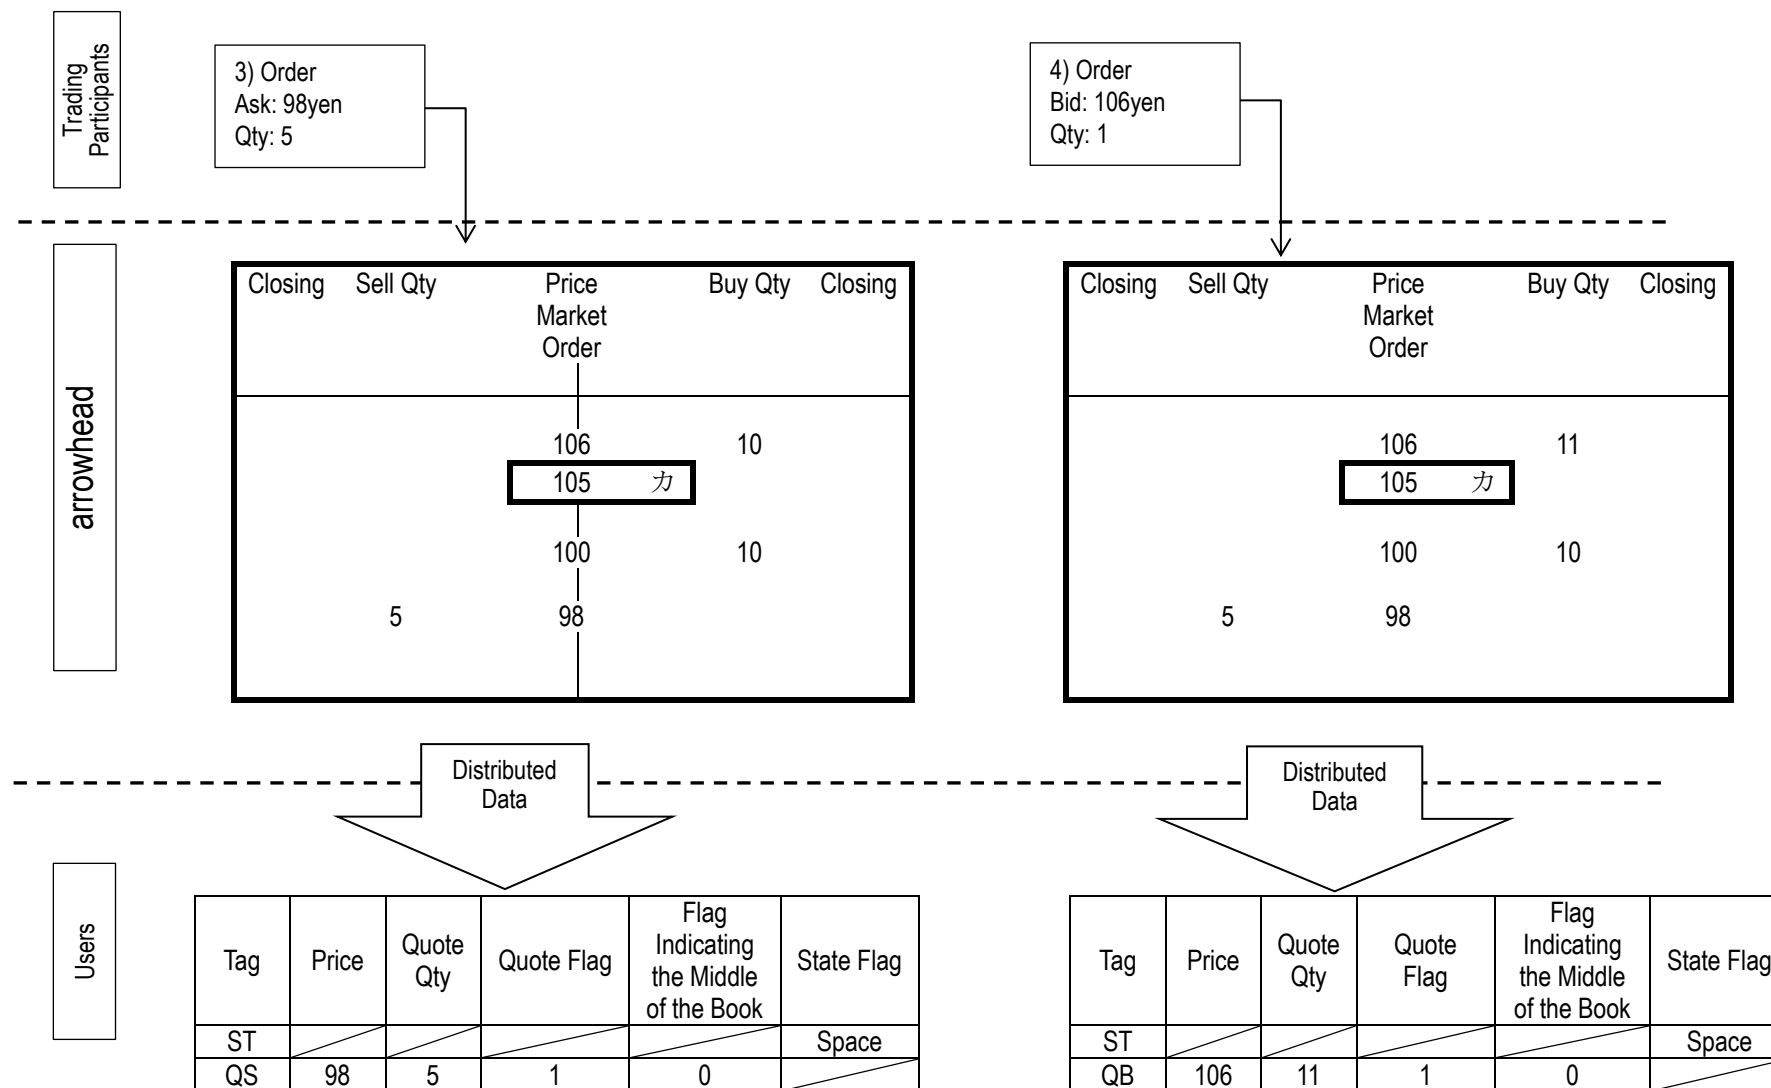 Trading
Participants
3) Order
Ask: 98yen
Qty: 5
4) Order
Bid: 106yen
Qty: 1
arrowhead
Closing Sell Qty Price Buy Qty Closing
Market
Order
106 10
105 カ
100 10
5 98
Closing Sell Qty Price Buy Qty Closing
Market
Order
106 11
105 カ
100 10
5 98
Distributed
Data
Distributed
Data
Users
Tag Price Quote Qty Quote Flag Flag Indicating the Middle of the Book State Flag
ST Space
QS 98 5 1 0
Tag Price Quote Qty Quote Flag Flag Indicating the Middle of the Book State Flag
ST Space
QB 106 11 1 0